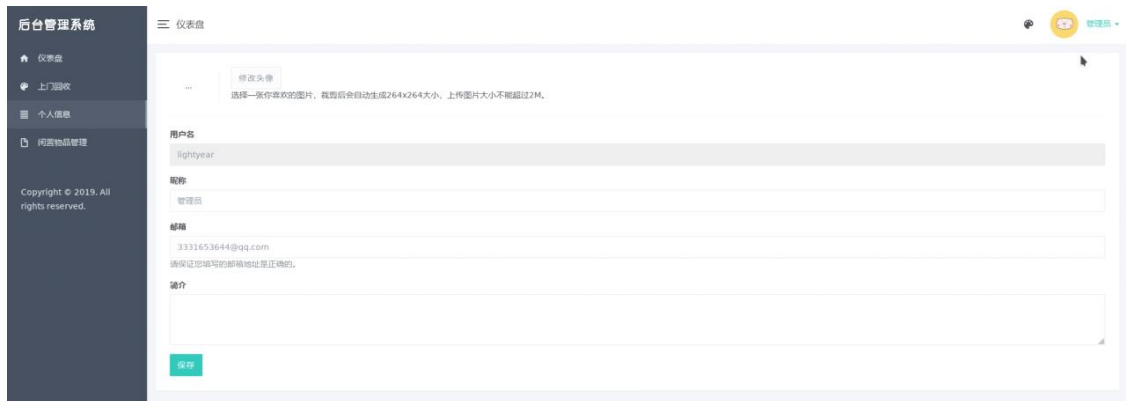 后台管理系统
仪表盘
管理员
仪表盘
上门回收
个人信息
闲置物品管理
Copyright © 2019. All
rights reserved.
...
修改头像
选择一张你喜欢的图片，裁剪后会自动生成264x264大小，上传图片大小不能超过2M。
用户名
lightyear
昵称
管理员
邮箱
3331653644@qq.com
请保证您填写的邮箱地址是正确的。
简介
保存